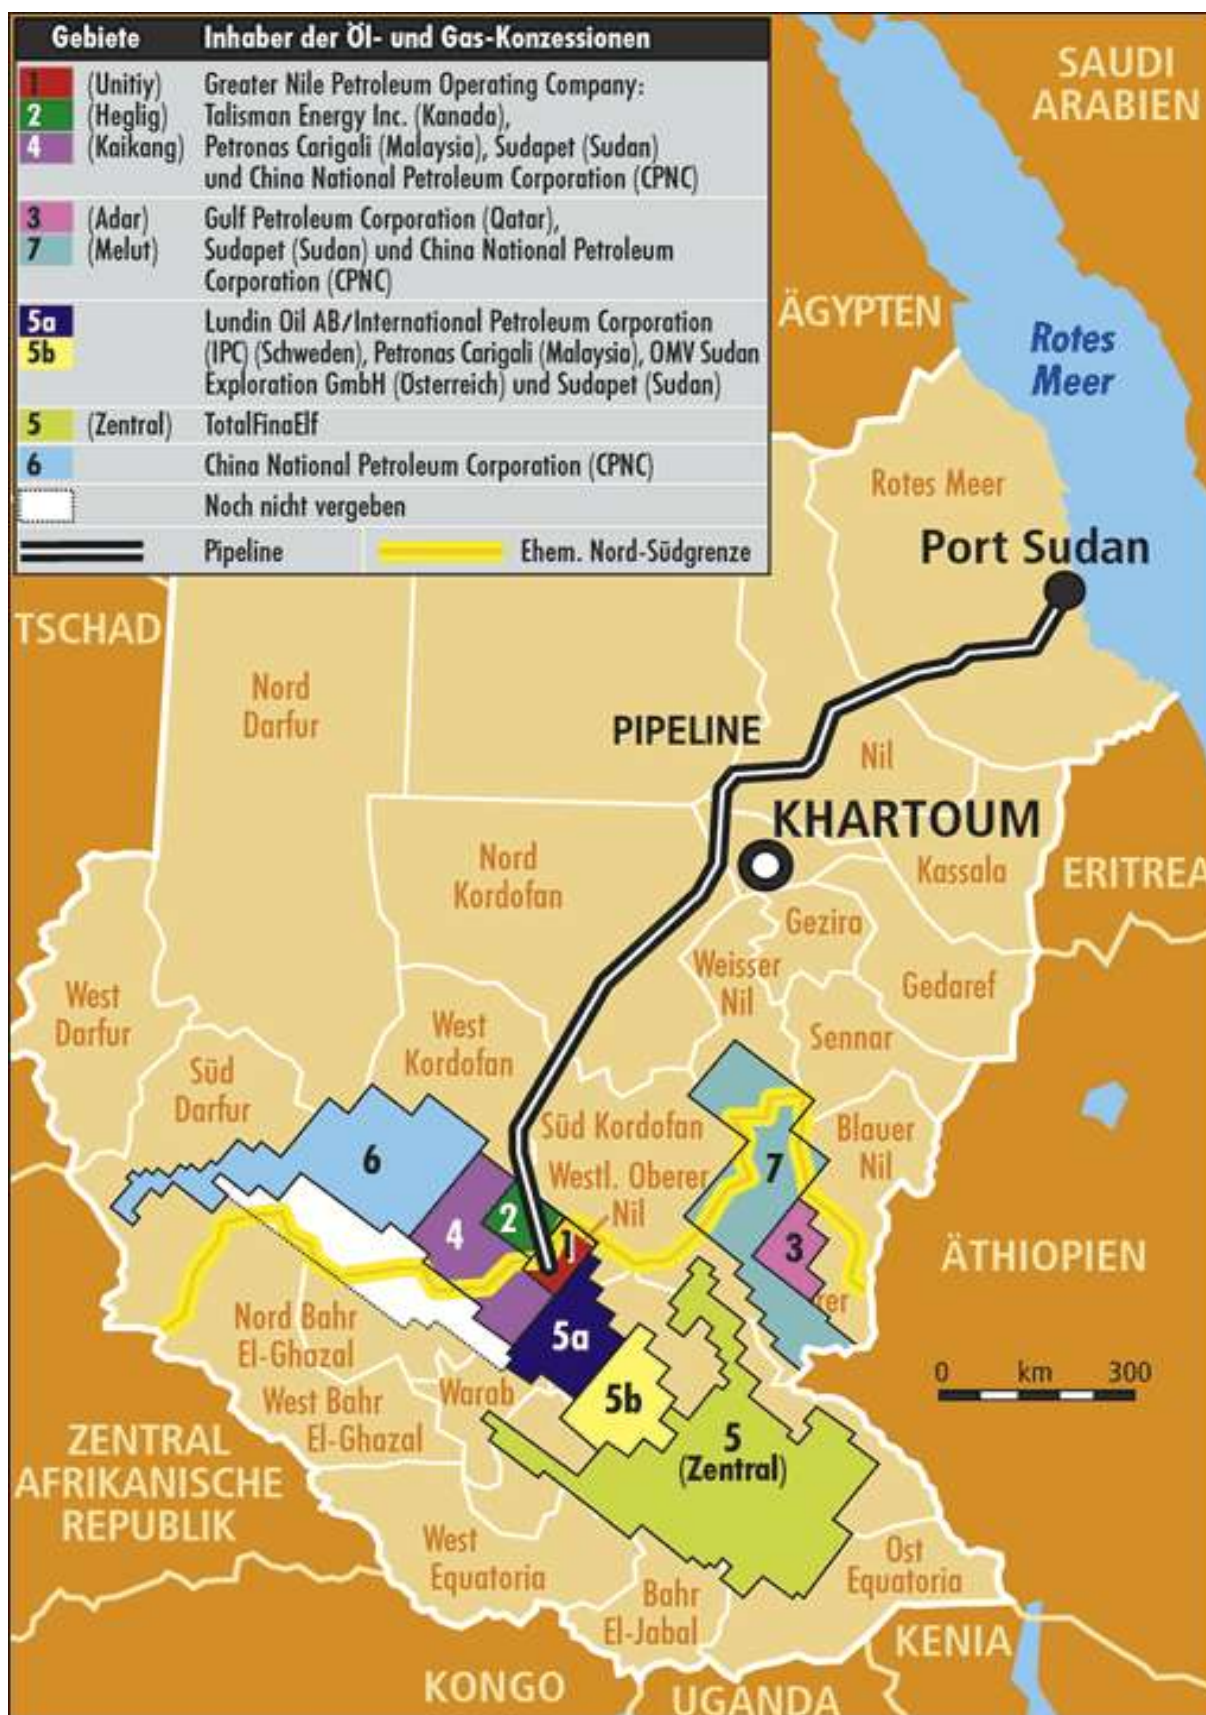 Gebiete Inhaber der Öl- und Gas-Konzessionen
1 (Unitiy) Greater Nile Petroleum Operating Company:
2 (Heglig) Talisman Energy Inc. (Kanada),
4 (Kaikang) Petronas Carigali (Malaysia), Sudapet (Sudan)
und China National Petroleum Corporation (CPNC)
3 (Adar) Gulf Petroleum Corporation (Qatar),
7 (Melut) Sudapet (Sudan) und China National Petroleum
Corporation (CPNC)
5a Lundin Oil AB/International Petroleum Corporation
5b (IPC) (Schweden), Petronas Carigali (Malaysia), OMV Sudan
Exploration GmbH (Österreich) und Sudapet (Sudan)
5 (Zentral) TotalFinaElf
6 China National Petroleum Corporation (CPNC)
Noch nicht vergeben
Pipeline Ehem. Nord-Südgrenze
SAUDI
ARABIEN
ÄGYPTEN
Rotes
Meer
Rotes Meer
Port Sudan
TSCHAD
Nord
Darfur
PIPELINE
Nil
KHARTOUM
Nord
Kordofan
Kassala
ERITREA
Gezira
Weisser
Nil
Gedaref
West
Darfur
West
Kordofan
Sennar
Süd
Darfur
Süd Kordofan
Blauer
Nil
6
7
Westl. Oberer
Nil
2
4
1
3
ÄTHIOPIEN
rer
Nord Bahr
El-Ghazal
5a
0 km 300
West Bahr
El-Ghazal
Warab
5b
5
(Zentral)
ZENTRAL
AFRIKANISCHE
REPUBLIK
West
Equatoria
Ost
Equatoria
Bahr
El-Jabal
KENIA
KONGO
UGANDA